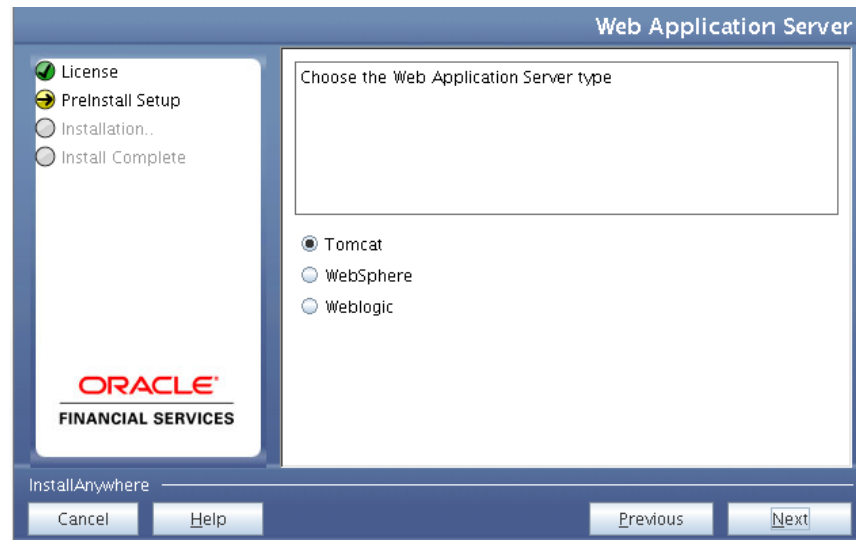 Web Application Server
License
PreInstall Setup
Installation..
Install Complete
ORACLE®
FINANCIAL SERVICES
Choose the Web Application Server type
Tomcat
WebSphere
Weblogic
InstallAnywhere
Cancel
Help
Previous
Next